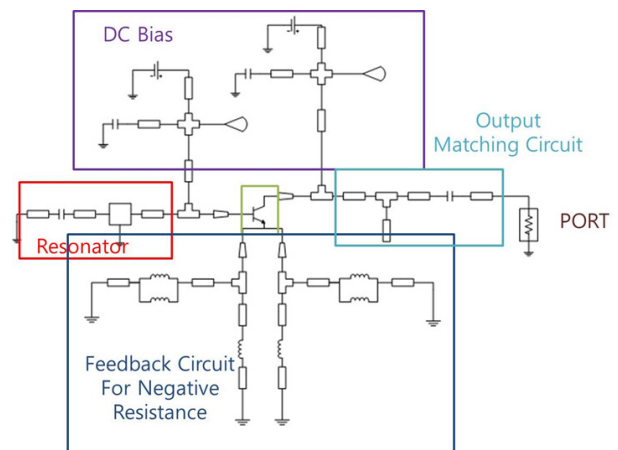 DC Bias
Output
Matching Circuit
PORT
Resonator
Feedback Circuit
For Negative
Resistance